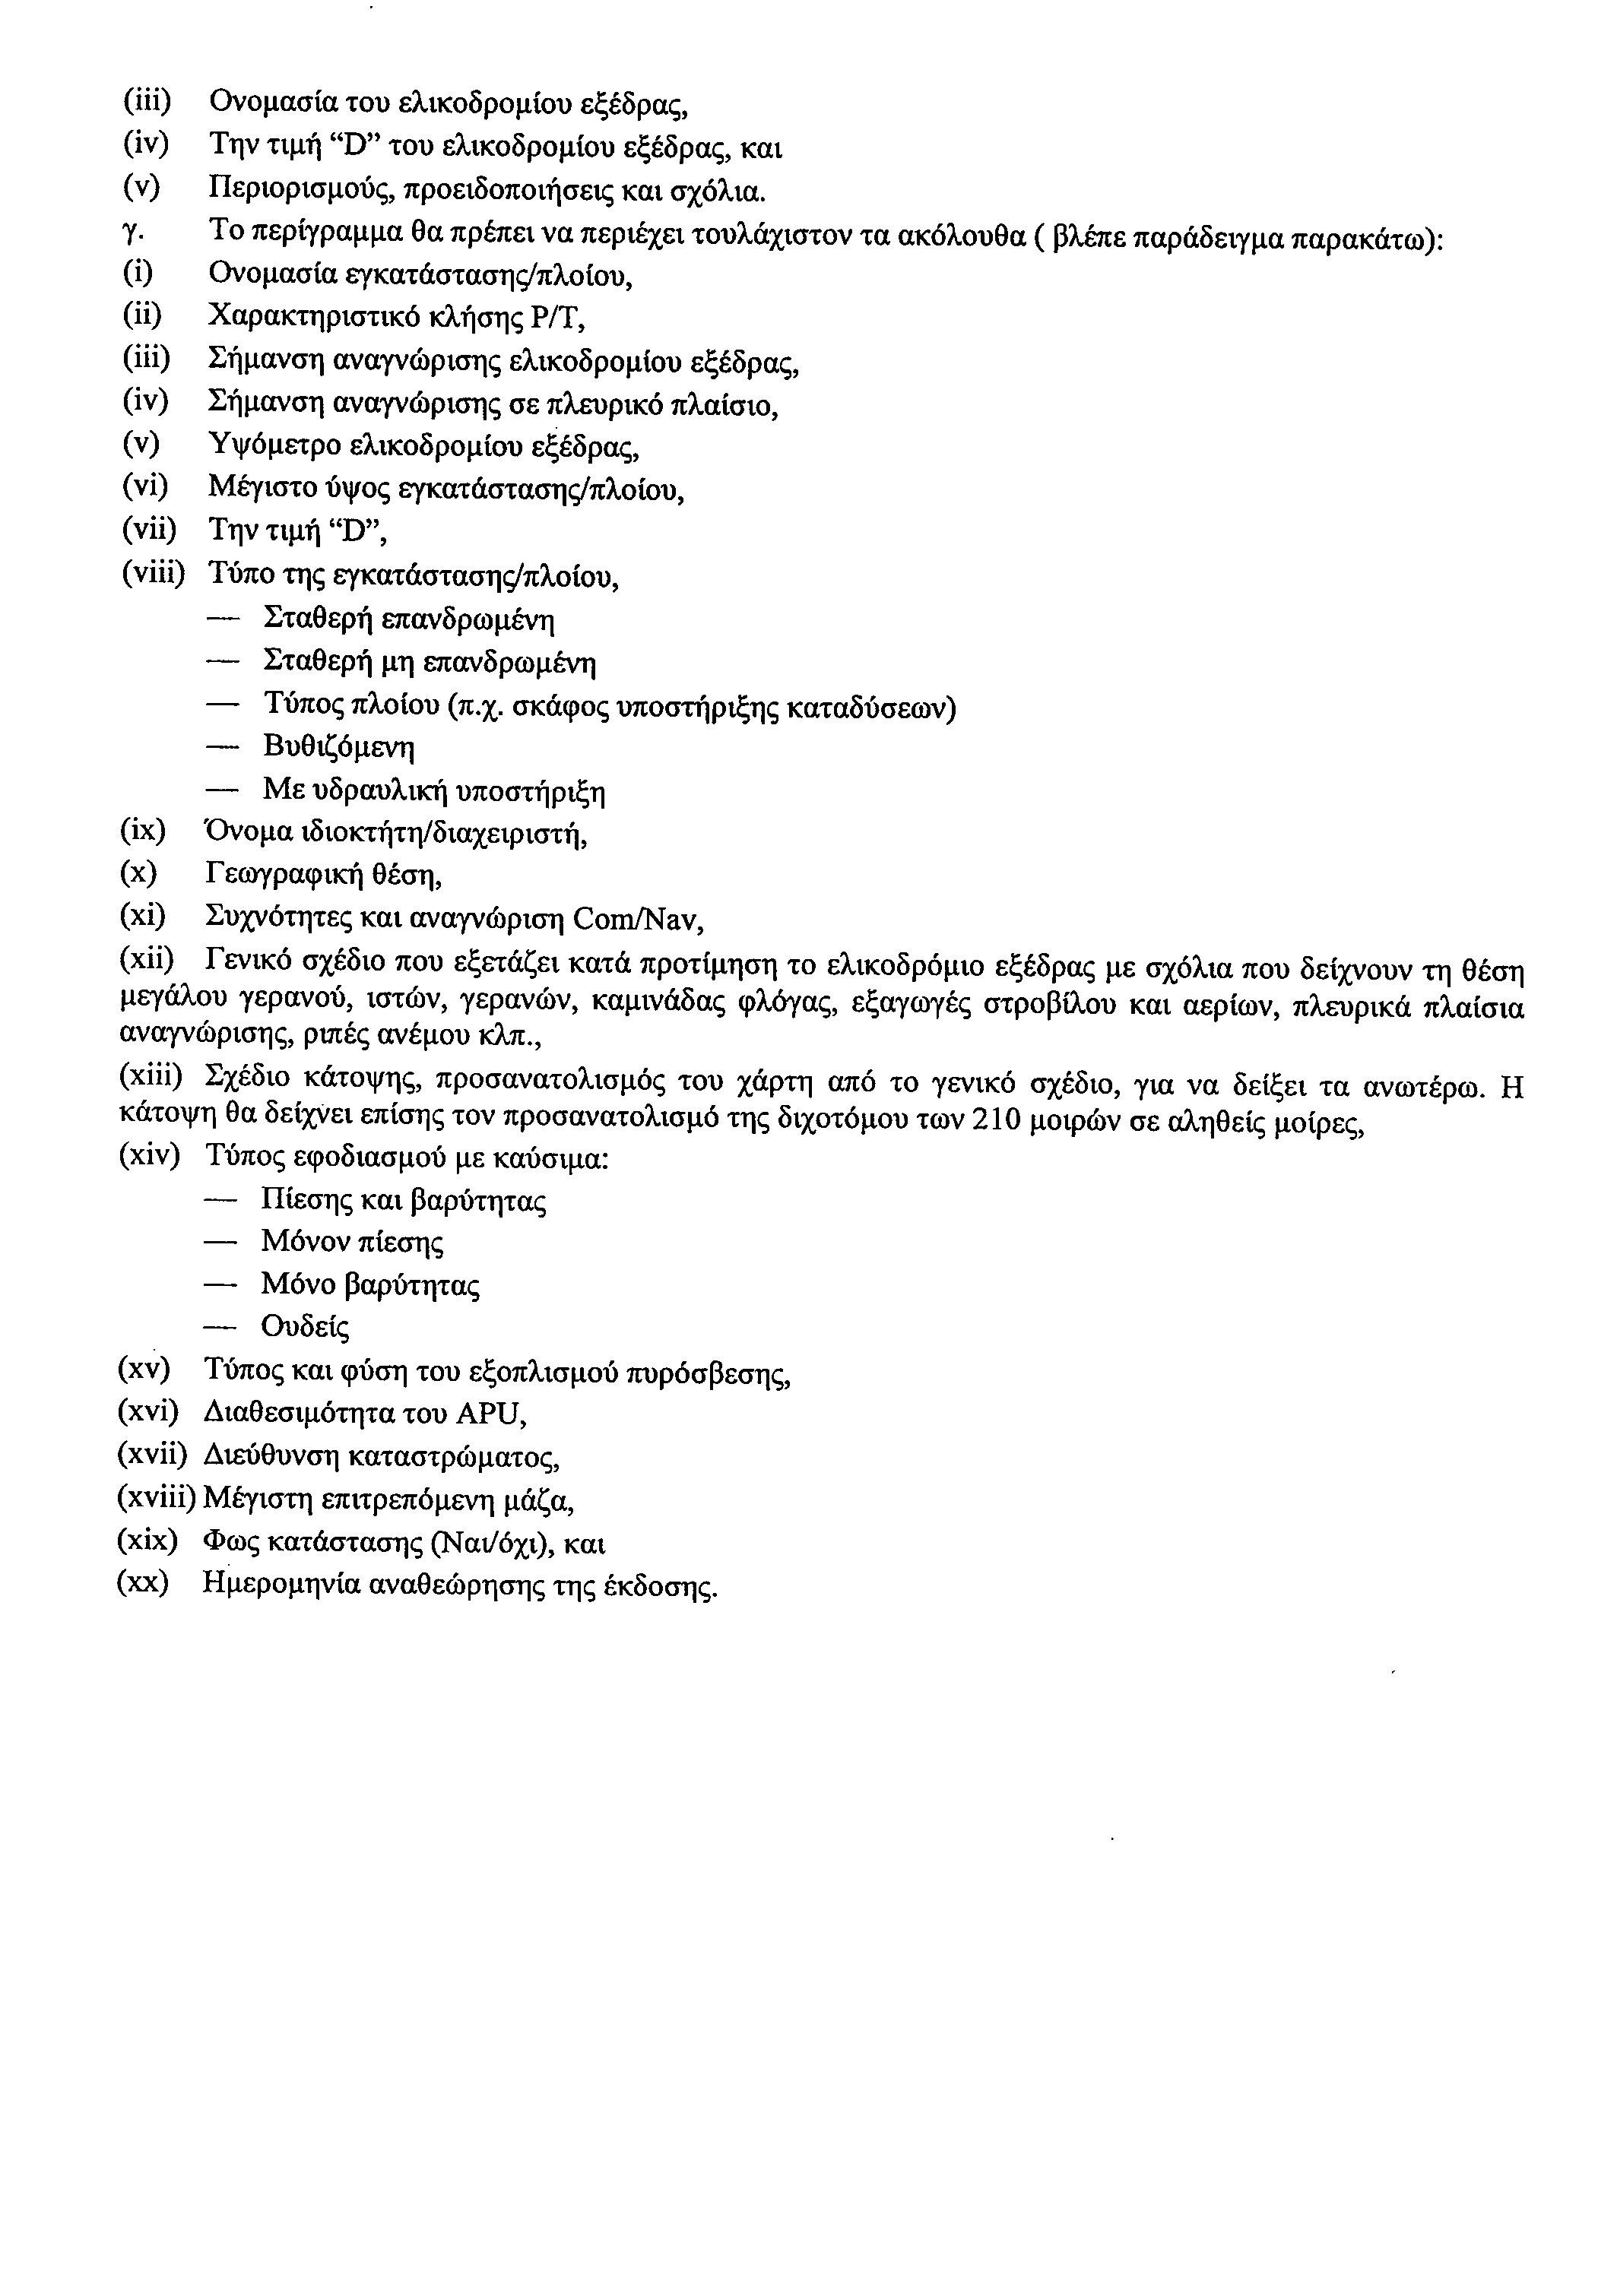 (iii) Ονομασία του ελικοδρομίου εξέδρας,
(iv) Την τιμή “D” του ελικοδρομίου εξέδρας, και
(v) Περιορισμούς, προειδοποιήσεις και σχόλια.
γ. Το περίγραμμα θα πρέπει να περιέχει τουλάχιστον τα ακόλουθα ( βλέπε παράδειγμα παρακάτω):
(i) Ονομασία εγκατάστασης/πλοίου,
(ii) Χαρακτηριστικό κλήσης Ρ/Τ,
(iii) Σήμανση αναγνώρισης ελικοδρομίου εξέδρας,
(iv) Σήμανση αναγνώρισης σε πλευρικό πλαίσιο,
(v) Υψόμετρο ελικοδρομίου εξέδρας,
(vi) Μέγιστο ύψος εγκατάστασης/πλοίου,
(vii) Την τιμή “D”,
(viii) Τύπο της εγκατάστασης/πλοίου,
— Σταθερή επανδρωμένη
— Σταθερή μη επανδρωμένη
— Τύπος πλοίου (π.χ. σκάφος υποστήριξης καταδύσεων)
— Βυθιζόμενη
— Με υδραυλική υποστήριξη
(ix) Όνομα ιδιοκτήτη/διαχειριστή,
(x) Γεωγραφική θέση,
(xi) Συχνότητες και αναγνώριση Com/Nav,
(xii) Γενικό σχέδιο που εξετάζει κατά προτίμηση το ελικοδρόμιο εξέδρας με σχόλια που δείχνουν τη θέση
μεγάλου γερανού, ιστών, γερανών, καμινάδας φλόγας, εξαγωγές στροβίλου και αερίων, πλευρικά πλαίσια
αναγνώρισης, ριπές ανέμου κλπ.,
(xiii) Σχέδιο κάτοψης, προσανατολισμός του χάρτη από το γενικό σχέδιο, για να δείξει τα ανωτέρω. Η
κάτοψη θα δείχνει επίσης τον προσανατολισμό της διχοτόμου των 210 μοιρών σε αληθείς μοίρες,
(xiv) Τύπος εφοδιασμού με καύσιμα:
— Πίεσης και βαρύτητας
— Μόνον πίεσης
— Μόνο βαρύτητας
— Ουδείς
(xv) Τύπος και φύση του εξοπλισμού πυρόσβεσης,
(xvi) Διαθεσιμότητα του APU,
(xvii) Διεύθυνση καταστρώματος,
(xviii) Μέγιστη επιτρεπόμενη μάζα,
(xix) Φως κατάστασης (Ναι/όχι), και
(xx) Ημερομηνία αναθεώρησης της έκδοσης.